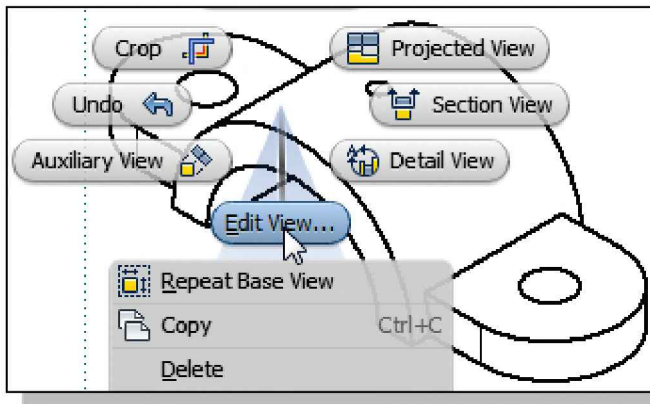 Crop
Projected View
Undo
Section View
Auxiliary View
Detail View
Edit View...
Repeat Base View
Copy Ctrl+C
Delete